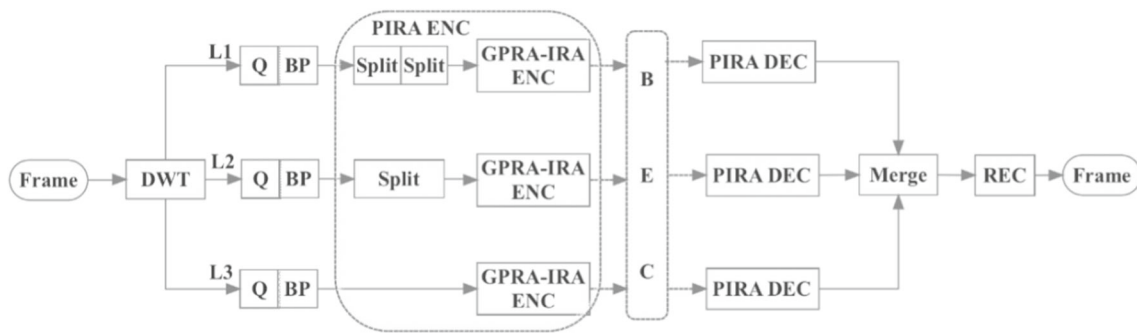 PIRA ENC
L1
Q BP
Split Split
GPRA-IRA
ENC
B
PIRA DEC
Frame
DWT
L2
Q BP
Split
GPRA-IRA
ENC
E
PIRA DEC
Merge
REC
Frame
L3
Q BP
GPRA-IRA
ENC
C
PIRA DEC